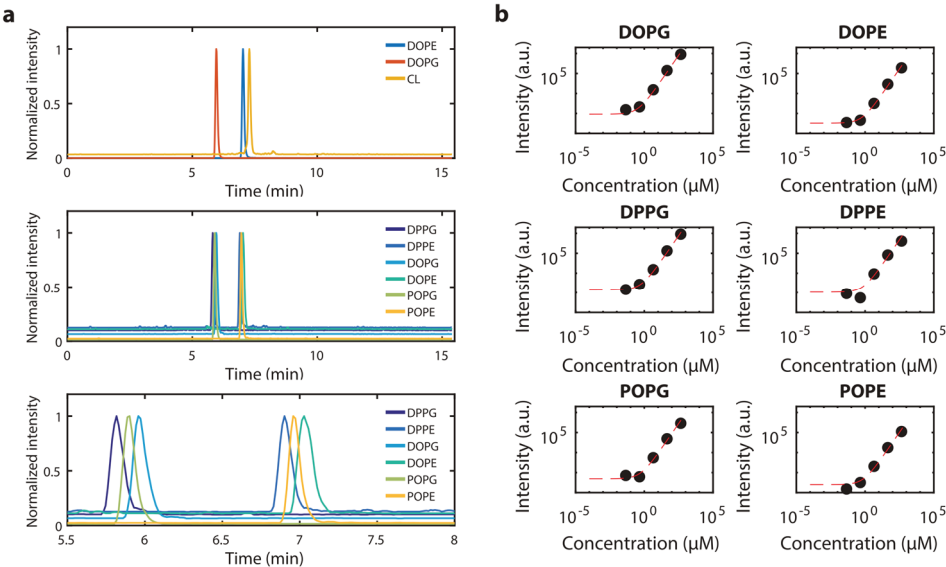 a
Normalized intensity
1
0.5
0
0 5 10 15
Time (min)
DOPE
DOPG
CL
Normalized intensity
1
0.5
0
0 5 10 15
Time (min)
DPPG
DPPE
DOPG
DOPE
POPG
POPE
Normalized intensity
1
0.5
0
5.5 6 6.5 7 7.5 8
Time (min)
DPPG
DPPE
DOPG
DOPE
POPG
POPE
b
DOPG
Intensity (a.u.)
10^5
10^-5 10^0 10^5
Concentration (μM)
DOPE
Intensity (a.u.)
10^5
10^-5 10^0 10^5
Concentration (μM)
DPPG
Intensity (a.u.)
10^5
10^-5 10^0 10^5
Concentration (μM)
DPPE
Intensity (a.u.)
10^5
10^-5 10^0 10^5
Concentration (μM)
POPG
Intensity (a.u.)
10^5
10^-5 10^0 10^5
Concentration (μM)
POPE
Intensity (a.u.)
10^5
10^-5 10^0 10^5
Concentration (μM)